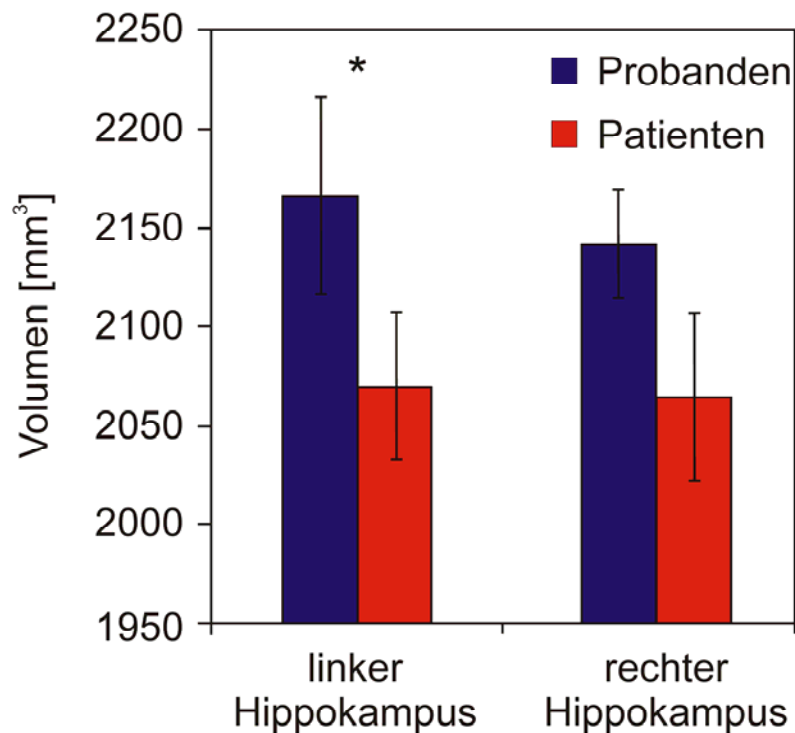 2250
2200
2150
2100
2050
2000
1950
Volumen [mm³]
*
Probanden
Patienten
linker
Hippokampus
rechter
Hippokampus